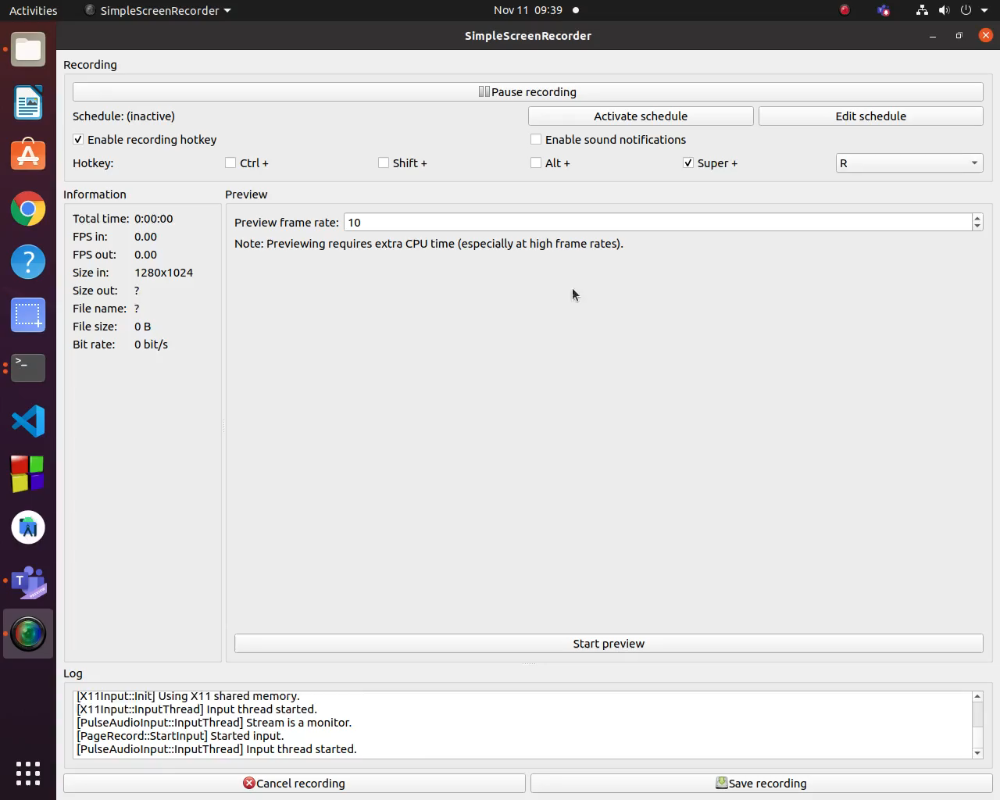 Activities SimpleScreenRecorder Nov 11 09:39
SimpleScreenRecorder
Recording
Pause recording
Schedule: (inactive) Activate schedule Edit schedule
Enable recording hotkey Enable sound notifications
Hotkey: Ctrl + Shift + Alt + Super + R
Information
Total time: 0:00:00
FPS in: 0.00
FPS out: 0.00
Size in: 1280x1024
Size out: ?
File name: ?
File size: 0 B
Bit rate: 0 bit/s
Preview
Preview frame rate: 10
Note: Previewing requires extra CPU time (especially at high frame rates).
Start preview
Log
[X11Input::Init] Using X11 shared memory.
[X11Input::InputThread] Input thread started.
[PulseAudioInput::InputThread] Stream is a monitor.
[PageRecord::StartInput] Started input.
[PulseAudioInput::InputThread] Input thread started.
Cancel recording Save recording